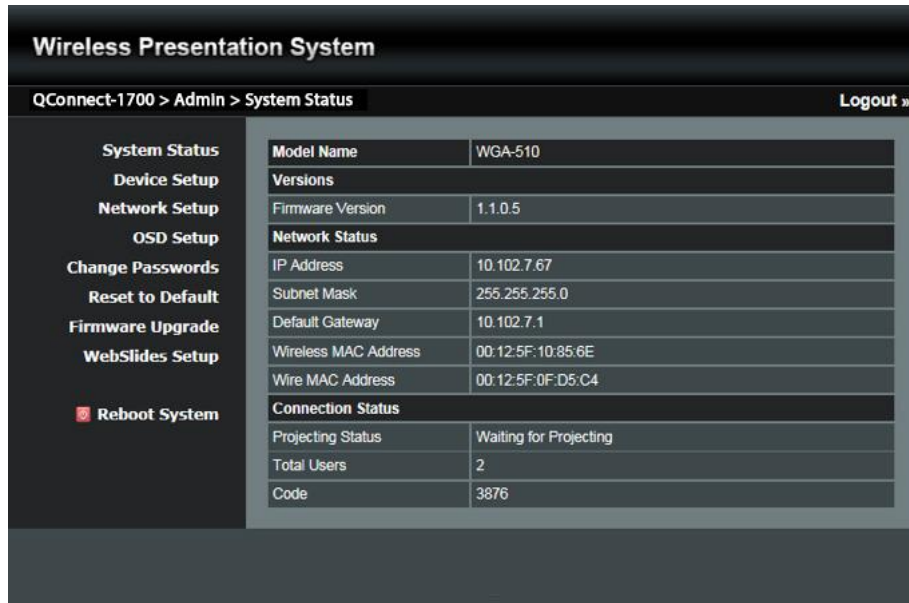 Wireless Presentation System
QConnect-1700 > Admin > System Status
Logout »
System Status
Device Setup
Network Setup
OSD Setup
Change Passwords
Reset to Default
Firmware Upgrade
WebSlides Setup
Reboot System
Model Name WGA-510
Versions
Firmware Version 1.1.0.5
Network Status
IP Address 10.102.7.67
Subnet Mask 255.255.255.0
Default Gateway 10.102.7.1
Wireless MAC Address 00:12:5F:10:85:6E
Wire MAC Address 00:12:5F:0F:D5:C4
Connection Status
Projecting Status Waiting for Projecting
Total Users 2
Code 3876